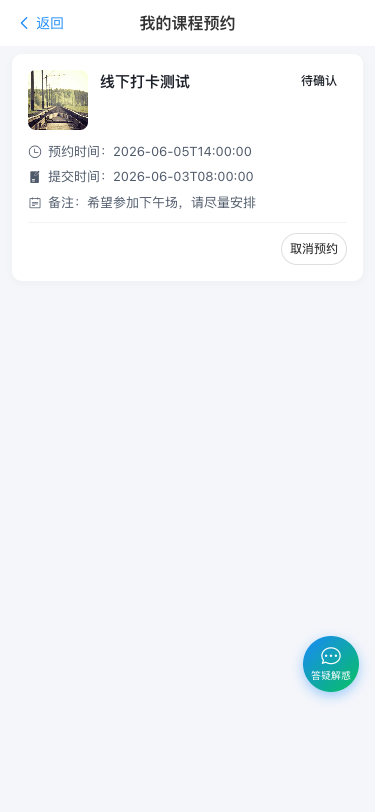 返回
我的课程预约
线下打卡测试
待确认
预约时间：2026-06-05T14:00:00
提交时间：2026-06-03T08:00:00
备注：希望参加下午场，请尽量安排
取消预约
答疑解惑